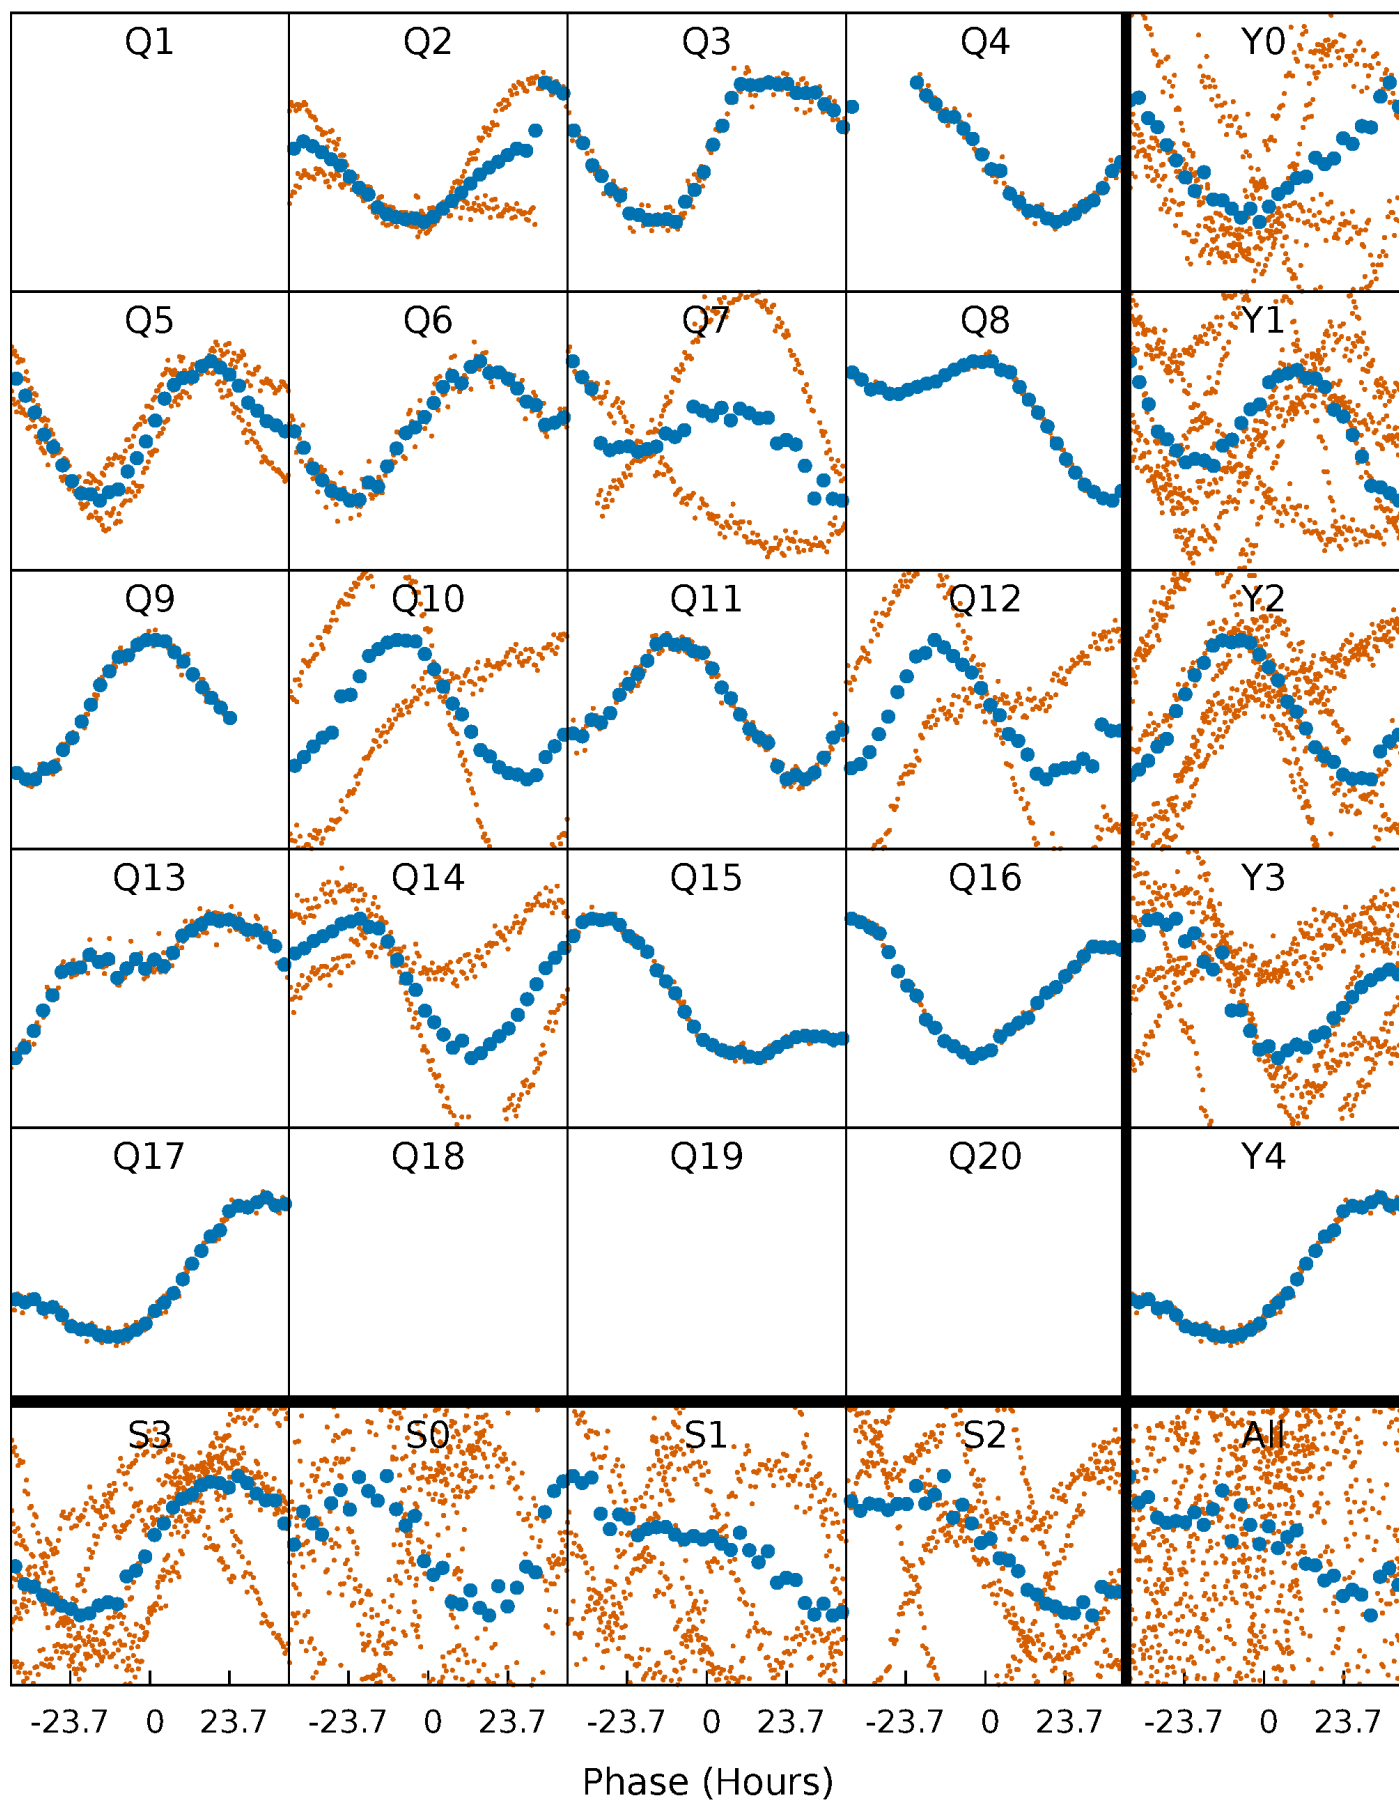 Q1 Q2 Q3 Q4 Y0
Q5 Q6 Q7 Q8 Y1
Q9 Q10 Q11 Q12 Y2
Q13 Q14 Q15 Q16 Y3
Q17 Q18 Q19 Q20 Y4
S3 S0 S1 S2 All
-23.7 0 23.7 -23.7 0 23.7 -23.7 0 23.7 -23.7 0 23.7 -23.7 0 23.7
Phase (Hours)